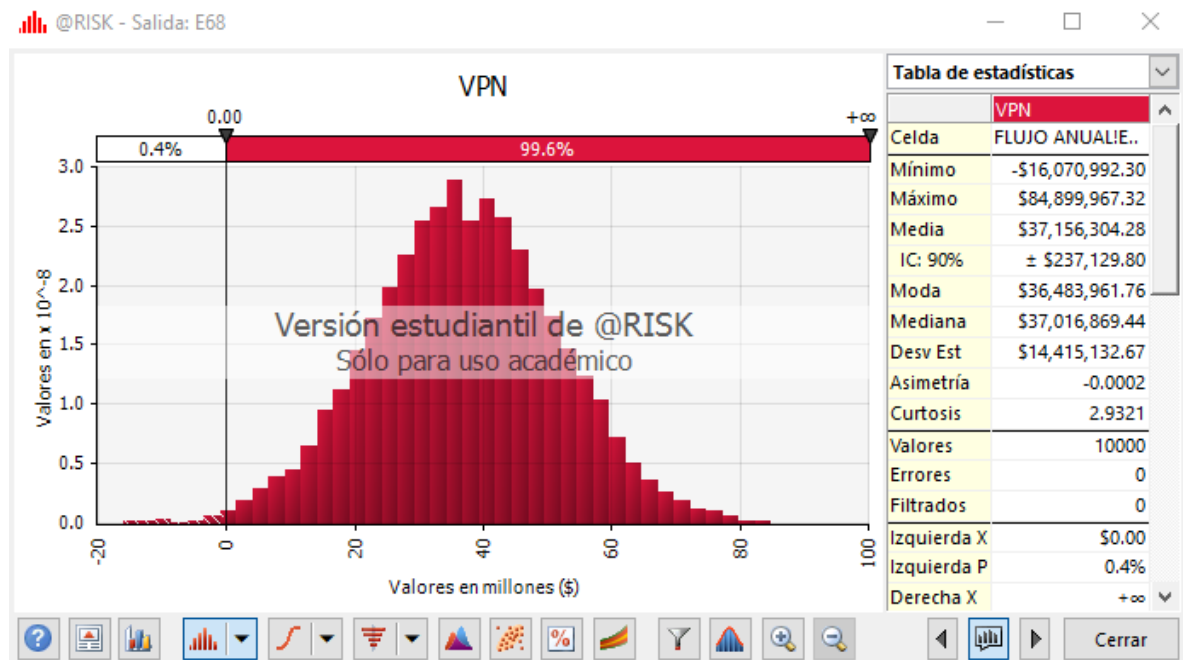 @RISK - Salida: E68
VPN
0.00
+∞
0.4%
99.6%
3.0
2.5
2.0
1.5
1.0
0.5
0.0
Valores en x 10^-8
Versión estudiantil de @RISK
Sólo para uso académico
-20
0
20
40
60
80
100
Valores en millones ($)
Tabla de estadísticas
VPN
Celda FLUJO ANUAL!E..
Mínimo -$16,070,992.30
Máximo $84,899,967.32
Media $37,156,304.28
IC: 90% ± $237,129.80
Moda $36,483,961.76
Mediana $37,016,869.44
Desv Est $14,415,132.67
Asimetría -0.0002
Curtosis 2.9321
Valores 10000
Errores 0
Filtrados 0
Izquierda X $0.00
Izquierda P 0.4%
Derecha X +∞
?
%
Cerrar